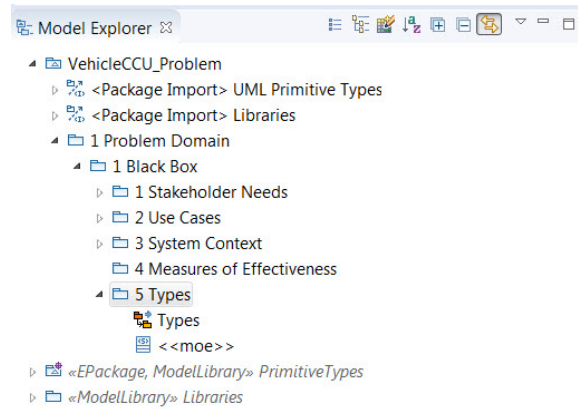 Model Explorer
VehicleCCU_Problem
<Package Import> UML Primitive Types
<Package Import> Libraries
1 Problem Domain
1 Black Box
1 Stakeholder Needs
2 Use Cases
3 System Context
4 Measures of Effectiveness
5 Types
Types
<<moe>>
«EPackage, ModelLibrary» PrimitiveTypes
«ModelLibrary» Libraries